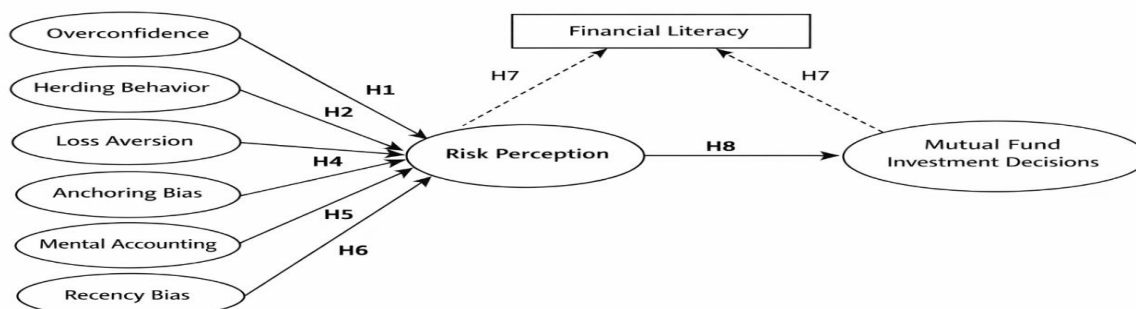 Overconfidence
Herding Behavior
Loss Aversion
Anchoring Bias
Mental Accounting
Recency Bias
H1
H2
H4
H5
H6
Risk Perception
Financial Literacy
H7
H7
H8
Mutual Fund
Investment Decisions